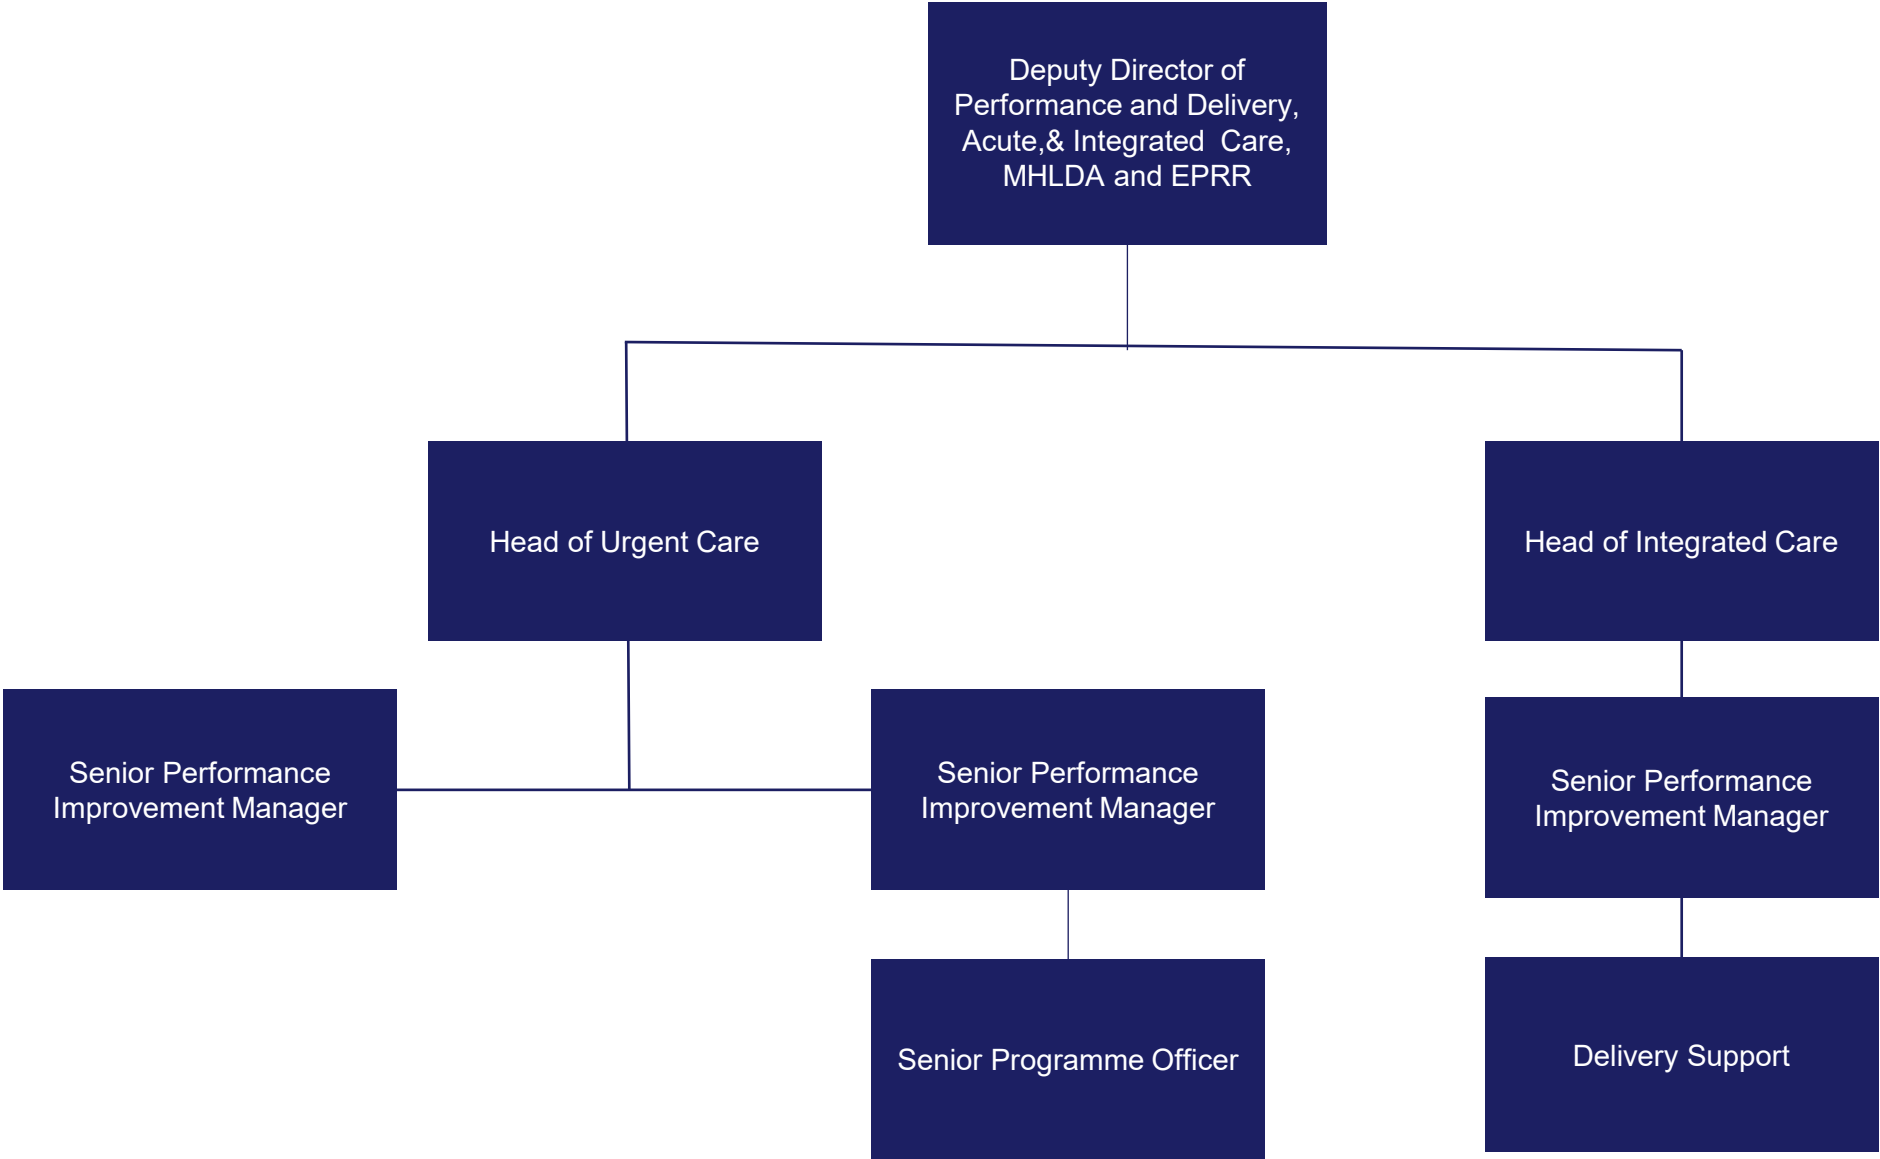 Deputy Director of
Performance and Delivery,
Acute,& Integrated Care,
MHLDA and EPRR
Head of Urgent Care
Head of Integrated Care
Senior Performance
Improvement Manager
Senior Performance
Improvement Manager
Senior Performance
Improvement Manager
Senior Programme Officer
Delivery Support